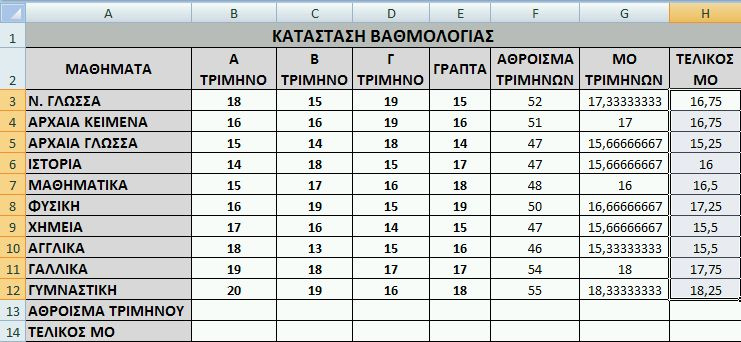 A B C D E F G H
1 ΚΑΤΑΣΤΑΣΗ ΒΑΘΜΟΛΟΓΙΑΣ
2 ΜΑΘΗΜΑΤΑ Α ΤΡΙΜΗΝΟ Β ΤΡΙΜΗΝΟ Γ ΤΡΙΜΗΝΟ ΓΡΑΠΤΑ ΑΘΡΟΙΣΜΑ ΤΡΙΜΗΝΩΝ ΜΟ ΤΡΙΜΗΝΩΝ ΤΕΛΙΚΟΣ ΜΟ
3 Ν. ΓΛΩΣΣΑ 18 15 19 15 52 17,33333333 16,75
4 ΑΡΧΑΙΑ ΚΕΙΜΕΝΑ 16 16 19 16 51 17 16,75
5 ΑΡΧΑΙΑ ΓΛΩΣΣΑ 15 14 18 14 47 15,66666667 15,25
6 ΙΣΤΟΡΙΑ 14 18 15 17 47 15,66666667 16
7 ΜΑΘΗΜΑΤΙΚΑ 15 17 16 18 48 16 16,5
8 ΦΥΣΙΚΗ 16 19 15 19 50 16,66666667 17,25
9 ΧΗΜΕΙΑ 17 16 14 15 47 15,66666667 15,5
10 ΑΓΓΛΙΚΑ 18 13 15 16 46 15,33333333 15,5
11 ΓΑΛΛΙΚΑ 19 18 17 17 54 18 17,75
12 ΓΥΜΝΑΣΤΙΚΗ 20 19 16 18 55 18,33333333 18,25
13 ΑΘΡΟΙΣΜΑ ΤΡΙΜΗΝΟΥ
14 ΤΕΛΙΚΟΣ ΜΟ